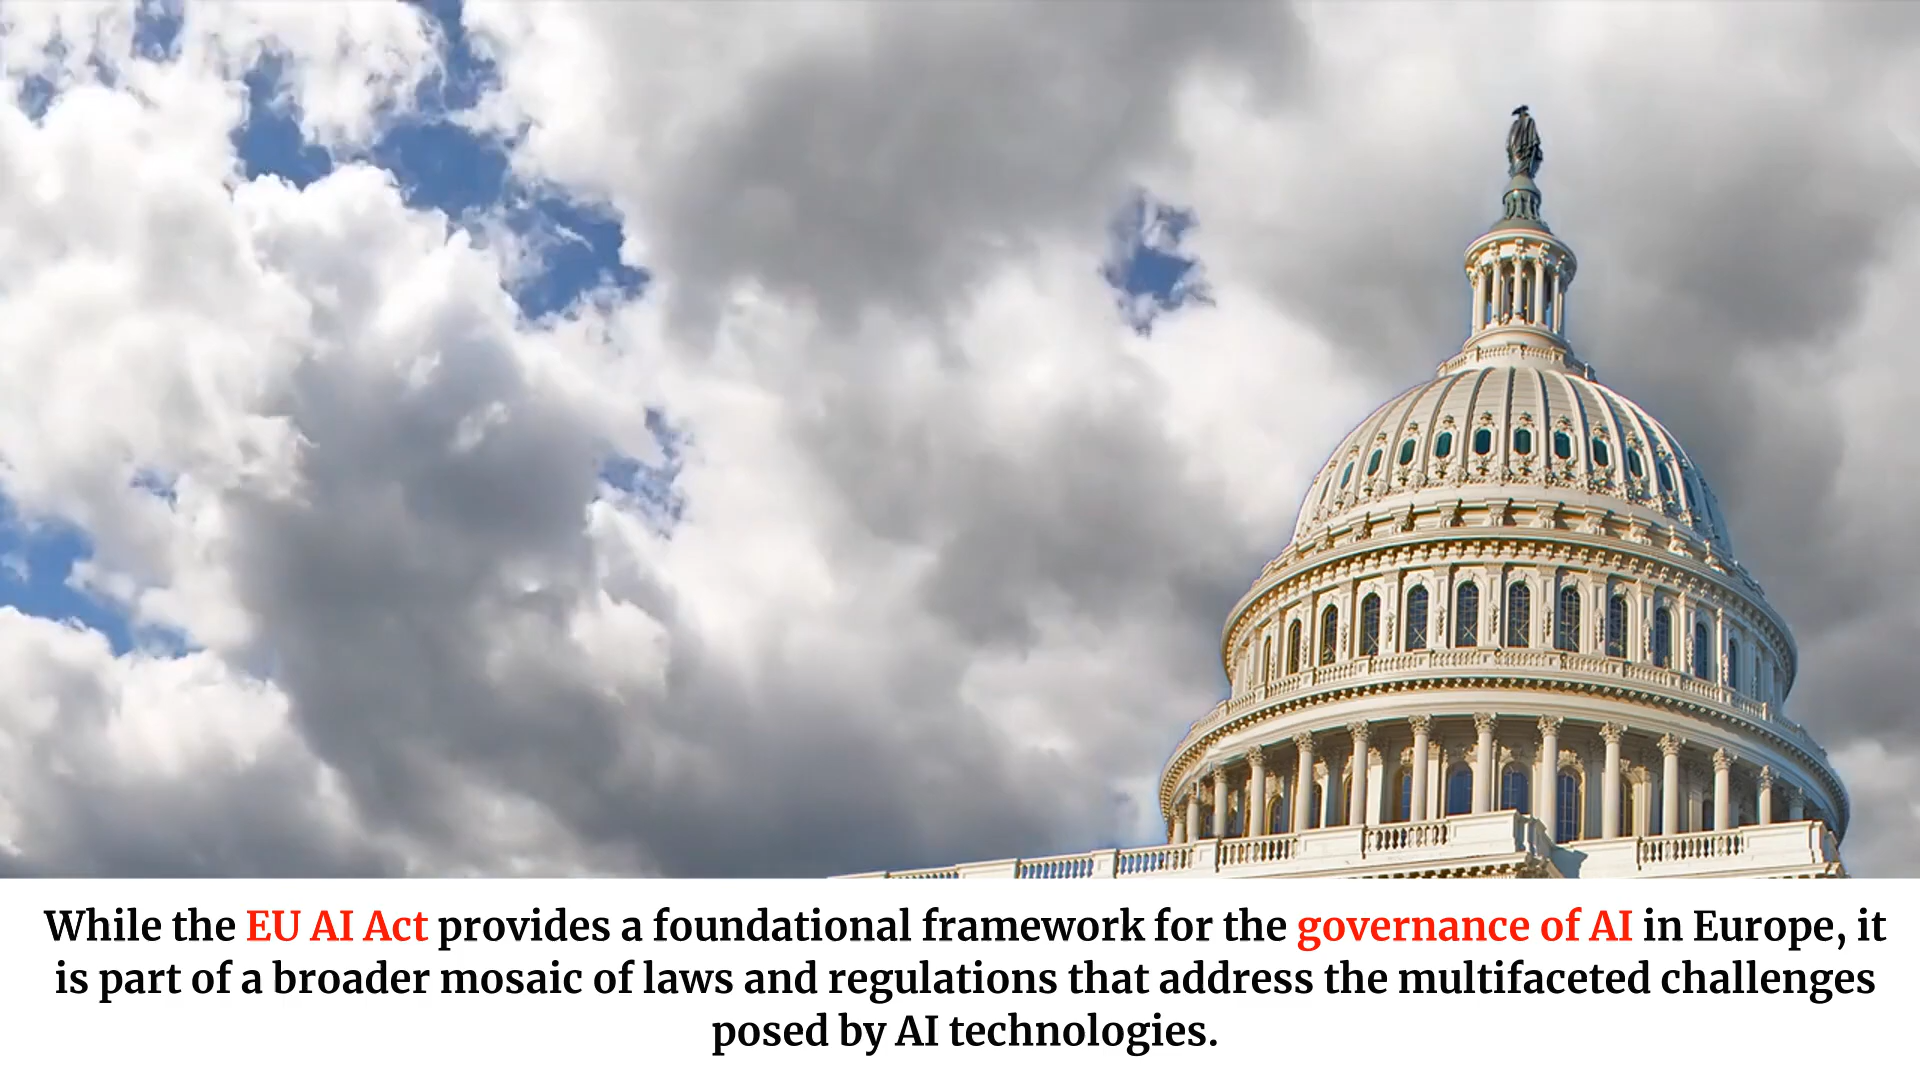 While the EU AI Act provides a foundational framework for the governance of AI in Europe, it
is part of a broader mosaic of laws and regulations that address the multifaceted challenges
posed by AI technologies.